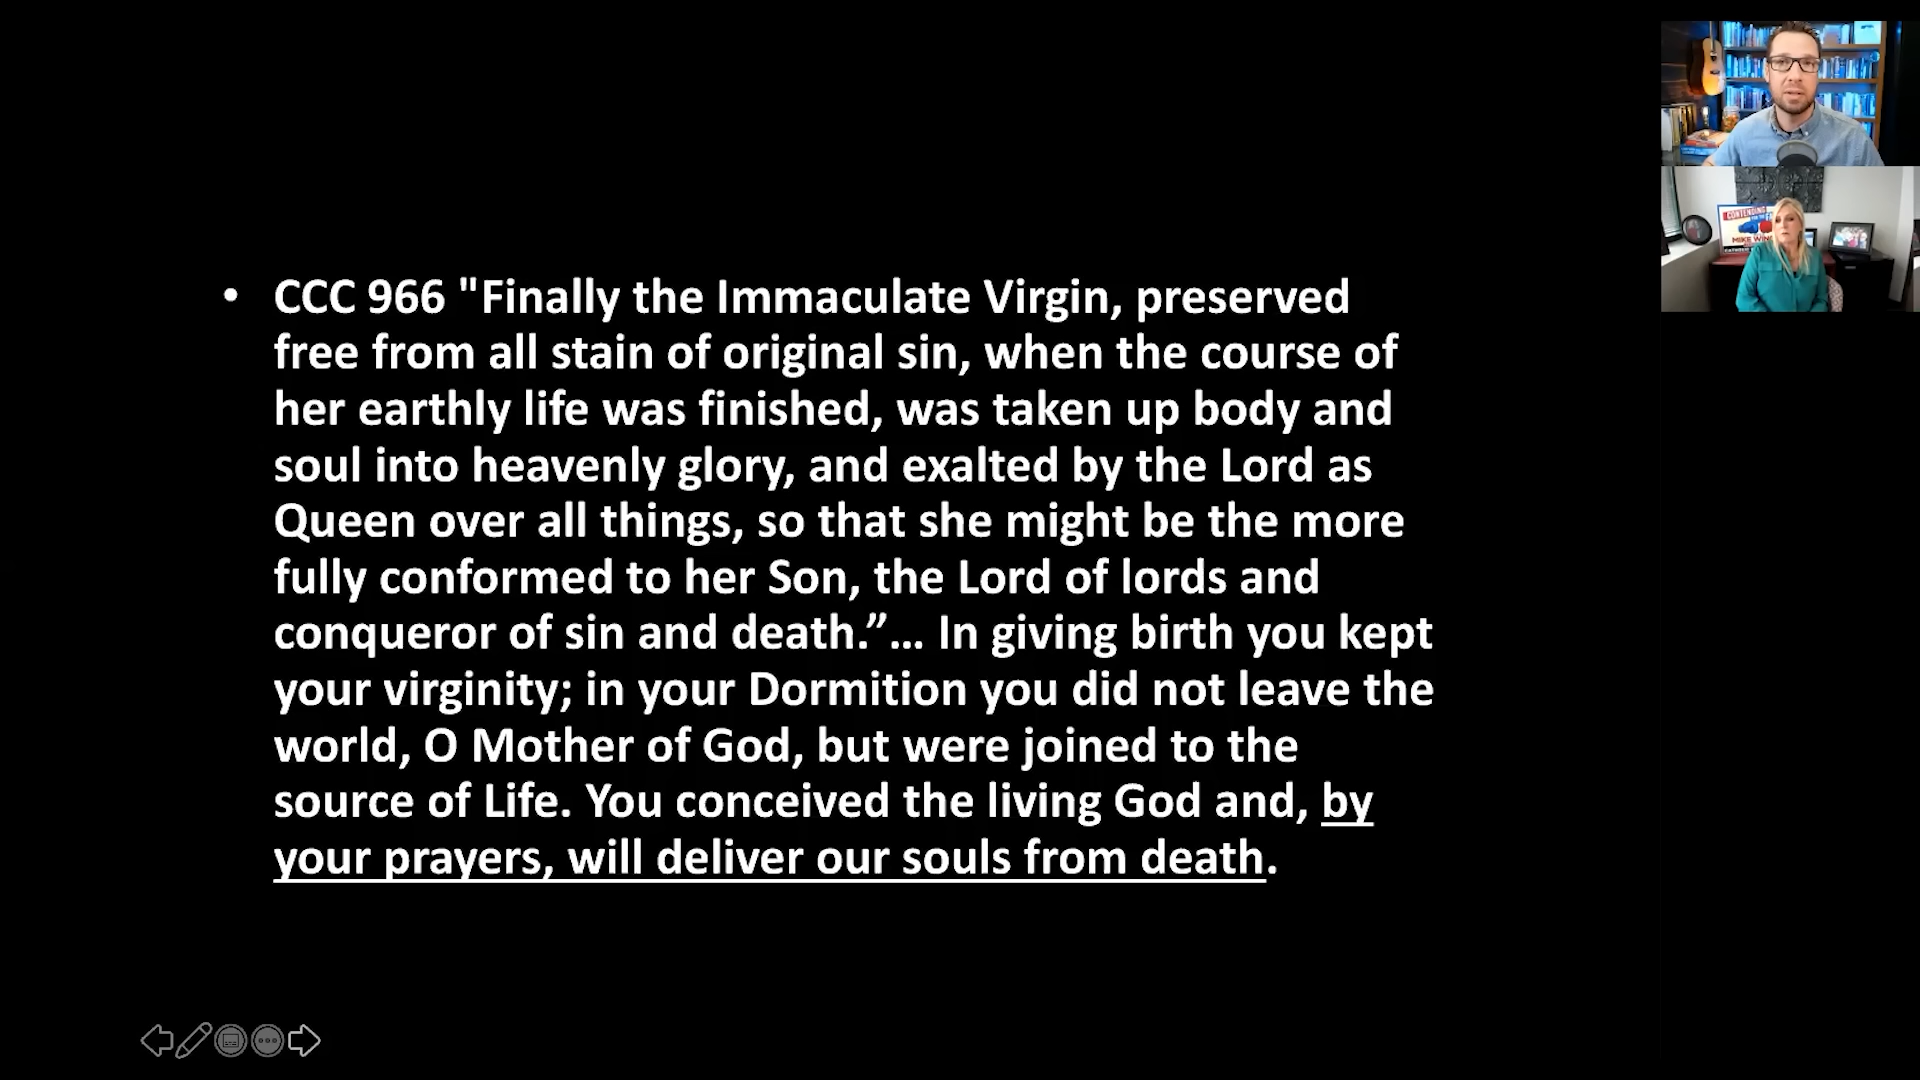 • CCC 966 "Finally the Immaculate Virgin, preserved
free from all stain of original sin, when the course of
her earthly life was finished, was taken up body and
soul into heavenly glory, and exalted by the Lord as
Queen over all things, so that she might be the more
fully conformed to her Son, the Lord of lords and
conqueror of sin and death.”… In giving birth you kept
your virginity; in your Dormition you did not leave the
world, O Mother of God, but were joined to the
source of Life. You conceived the living God and, by
your prayers, will deliver our souls from death.
CONTENDING
FOR THE
MIKE WIN